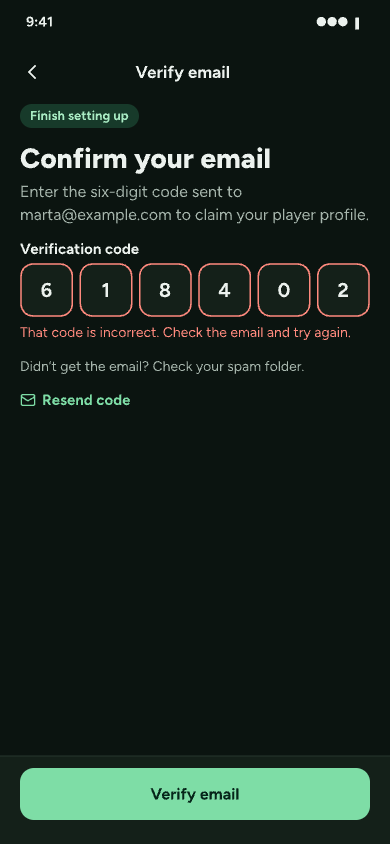 9:41
Verify email
Finish setting up
Confirm your email
Enter the six-digit code sent to
marta@example.com to claim your player profile.
Verification code
6 1 8 4 0 2
That code is incorrect. Check the email and try again.
Didn't get the email? Check your spam folder.
Resend code
Verify email